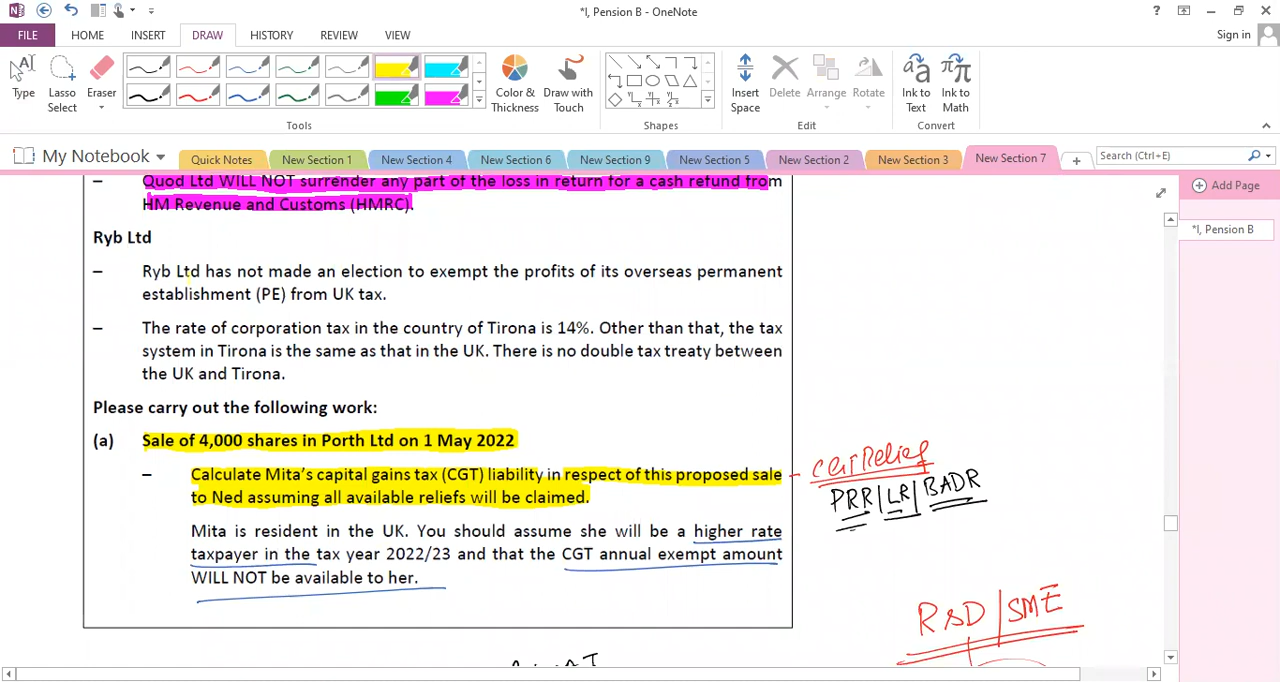 *I, Pension B - OneNote
?
FILE HOME INSERT DRAW HISTORY REVIEW VIEW
Sign in
Type
Lasso Select
Eraser
Color & Thickness
Draw with Touch
Insert Space
Delete
Arrange
Rotate
Ink to Text
Ink to Math
Tools
Shapes
Edit
Convert
My Notebook
Quick Notes New Section 1 New Section 4 New Section 6 New Section 9 New Section 5 New Section 2 New Section 3 New Section 7
Search (Ctrl+E)
Add Page
*I, Pension B
– Quod Ltd WILL NOT surrender any part of the loss in return for a cash refund from
HM Revenue and Customs (HMRC).
Ryb Ltd
– Ryb Ltd has not made an election to exempt the profits of its overseas permanent
establishment (PE) from UK tax.
– The rate of corporation tax in the country of Tirona is 14%. Other than that, the tax
system in Tirona is the same as that in the UK. There is no double tax treaty between
the UK and Tirona.
Please carry out the following work:
(a) Sale of 4,000 shares in Porth Ltd on 1 May 2022
– Calculate Mita's capital gains tax (CGT) liability in respect of this proposed sale
to Ned assuming all available reliefs will be claimed.
Mita is resident in the UK. You should assume she will be a higher rate
taxpayer in the tax year 2022/23 and that the CGT annual exempt amount
WILL NOT be available to her.
– CGT Relief
PRR | LR | BADR
R&D | SME